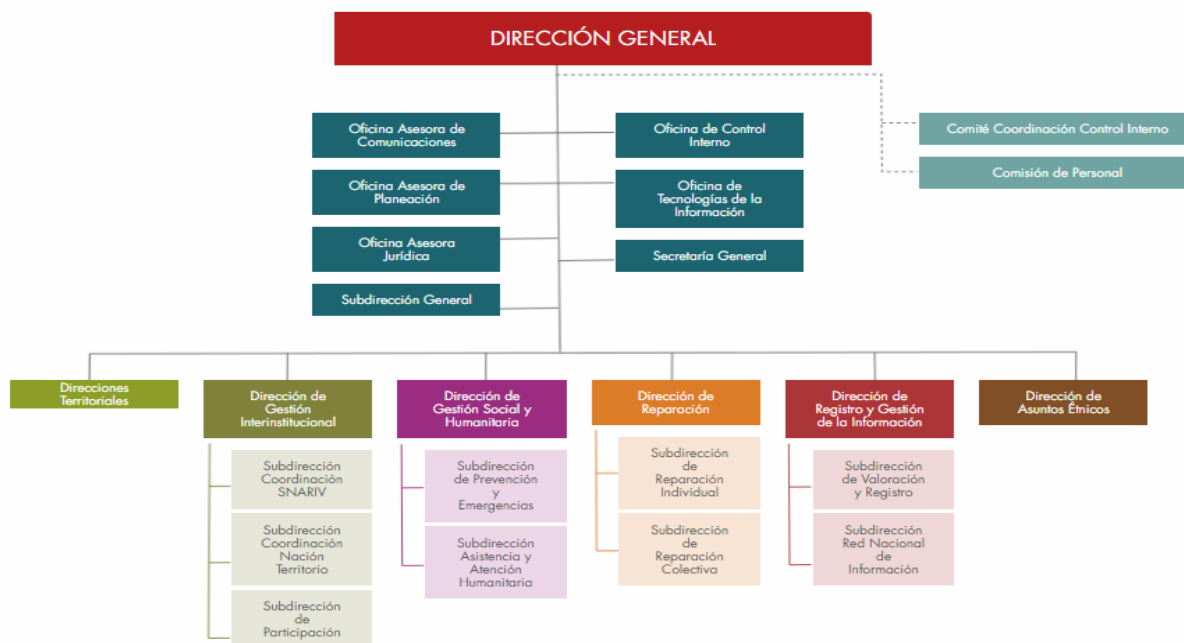 DIRECCIÓN GENERAL
Oficina Asesora de
Comunicaciones
Oficina de Control
Interno
Comité Coordinación Control Interno
Comisión de Personal
Oficina Asesora de
Planeación
Oficina de
Tecnologías de la
Información
Oficina Asesora
Jurídica
Secretaría General
Subdirección General
Direcciones
Territoriales
Dirección de
Gestión
Interinstitucional
Dirección de
Gestión Social y
Humanitaria
Dirección de
Reparación
Dirección de
Registro y Gestión
de la Información
Dirección de
Asuntos Étnicos
Subdirección
Coordinación
SNARIV
Subdirección
Coordinación
Nación
Territorio
Subdirección
de
Participación
Subdirección
de Prevención
y
Emergencias
Subdirección
Asistencia y
Atención
Humanitaria
Subdirección
de
Reparación
Individual
Subdirección
de
Reparación
Colectiva
Subdirección
de Valoración
y Registro
Subdirección
Red Nacional
de
Información